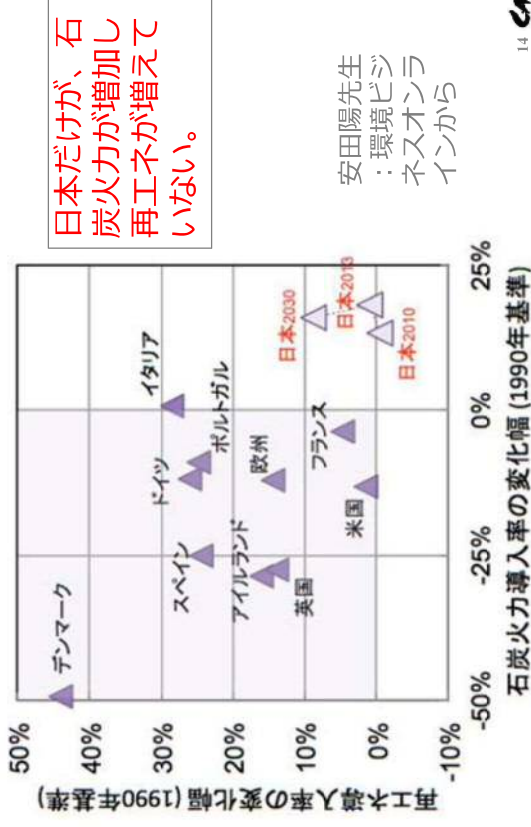 日本だけが、石
炭火力が増加し
再エネが増えて
いない。
安田陽先生
：環境ビジ
ネスオンラ
インから
50%
40%
30%
20%
10%
0%
-10%
再エネ導入率の変化幅 (1990年基準)
デンマーク
スペイン
アイルランド
英国
ドイツ
ポルトガル
欧州
イタリア
フランス
米国
日本2030
日本2013
日本2010
-50%
-25%
0%
25%
石炭火力導入率の変化幅 (1990年基準)
14